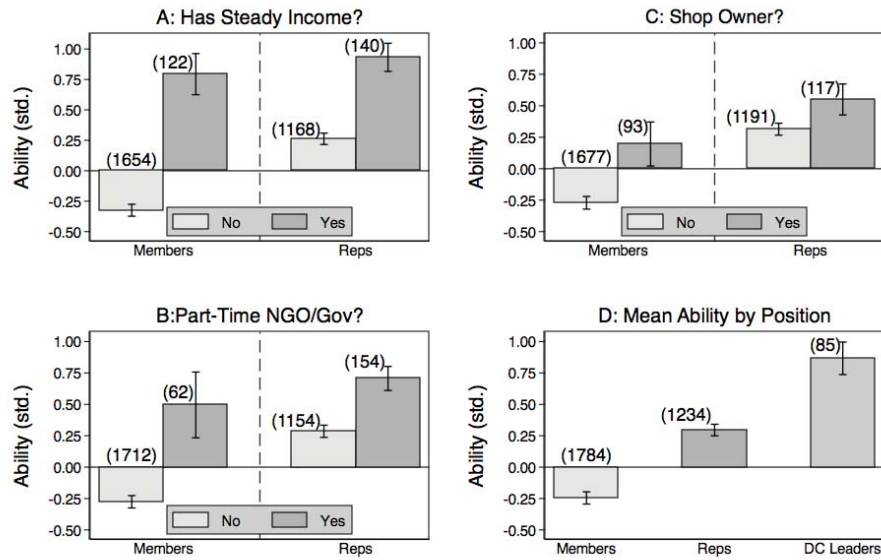 A: Has Steady Income?
Ability (std.)
1.00
0.75
0.50
0.25
0.00
-0.25
-0.50
(1654)
(122)
(1168)
(140)
No Yes
Members Reps
C: Shop Owner?
Ability (std.)
1.00
0.75
0.50
0.25
0.00
-0.25
-0.50
(1677)
(93)
(1191)
(117)
No Yes
Members Reps
B:Part-Time NGO/Gov?
Ability (std.)
1.00
0.75
0.50
0.25
0.00
-0.25
-0.50
(1712)
(62)
(1154)
(154)
No Yes
Members Reps
D: Mean Ability by Position
Ability (std.)
1.00
0.75
0.50
0.25
0.00
-0.25
-0.50
(1784)
(1234)
(85)
Members Reps DC Leaders